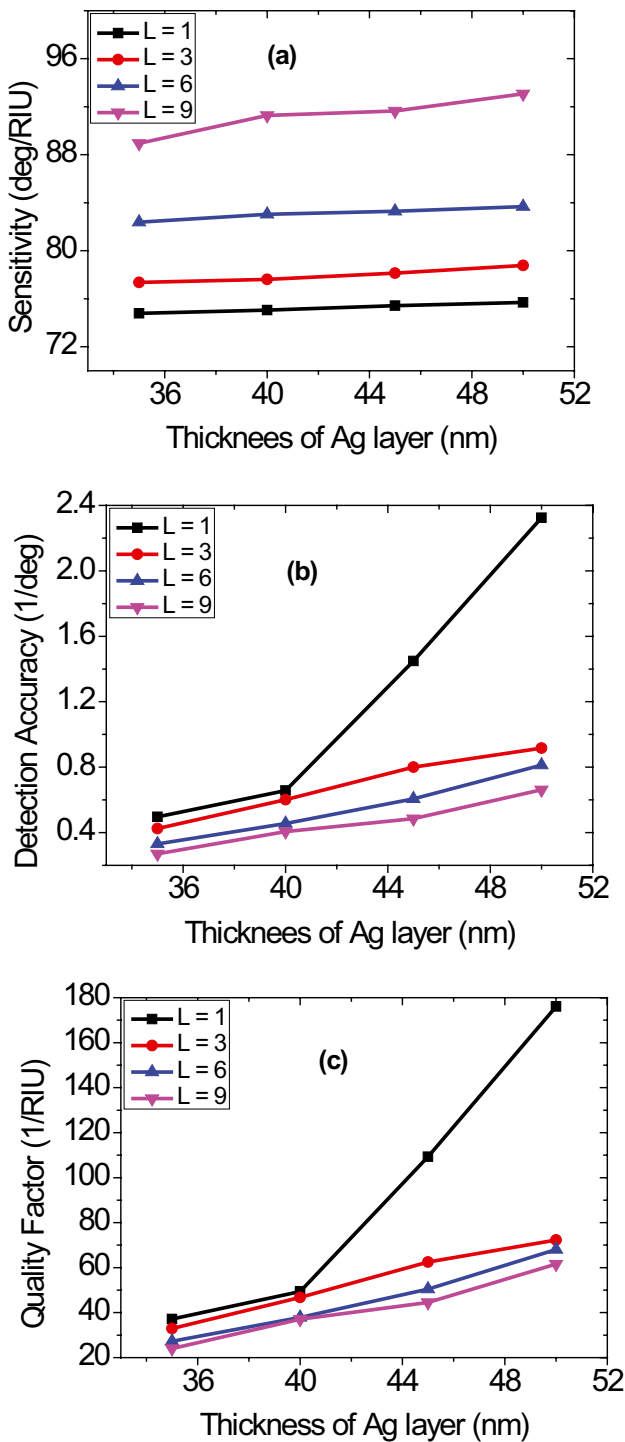 L = 1
L = 3
L = 6
L = 9
(a)
96
88
80
72
Sensitivity (deg/RIU)
36 40 44 48 52
Thicknees of Ag layer (nm)
L = 1
L = 3
L = 6
L = 9
(b)
2.4
2.0
1.6
1.2
0.8
0.4
Detection Accuracy (1/deg)
36 40 44 48 52
Thicknees of Ag layer (nm)
L = 1
L = 3
L = 6
L = 9
(c)
180
160
140
120
100
80
60
40
20
Quality Factor (1/RIU)
36 40 44 48 52
Thickness of Ag layer (nm)